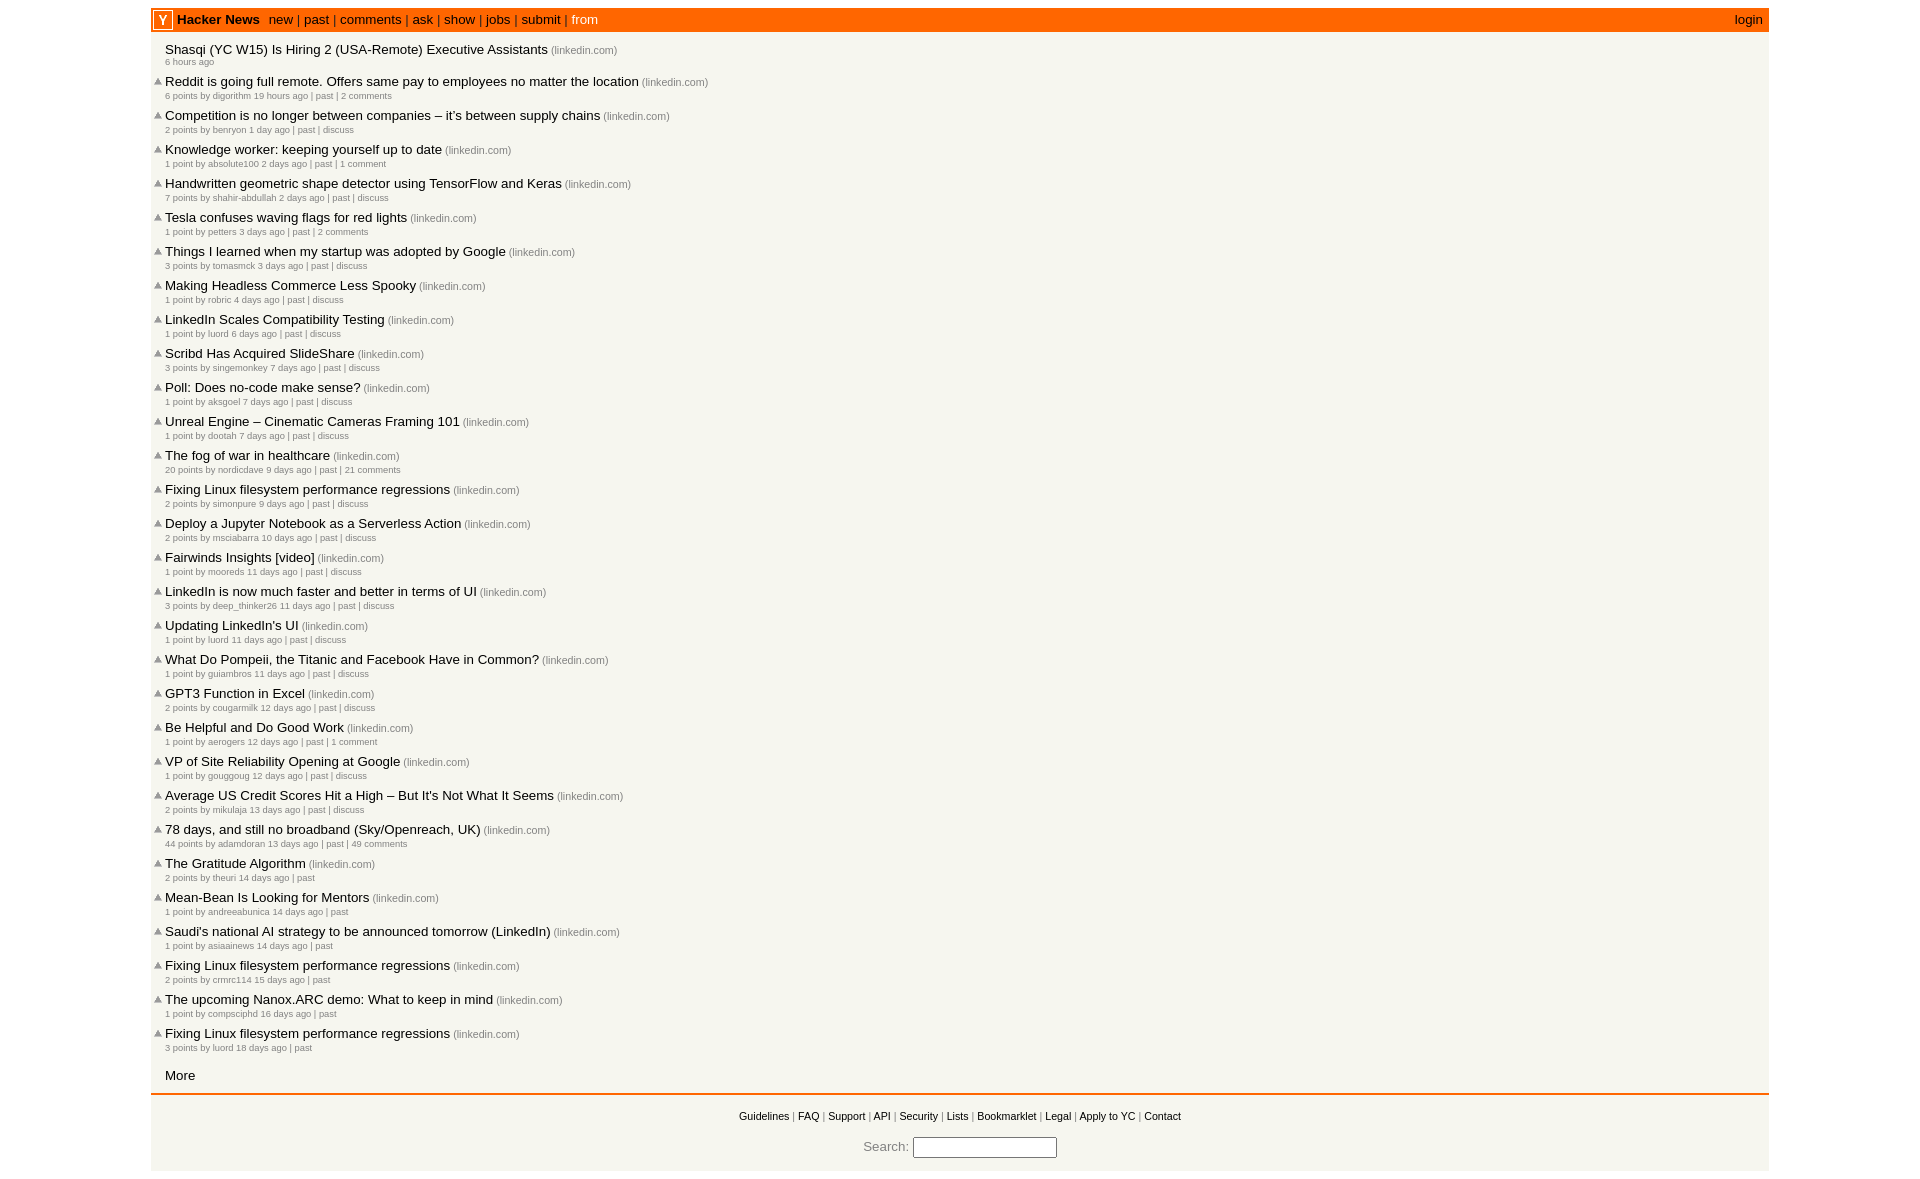 Y Hacker News new | past | comments | ask | show | jobs | submit | from login
Shasqi (YC W15) Is Hiring 2 (USA-Remote) Executive Assistants (linkedin.com)
6 hours ago
Reddit is going full remote. Offers same pay to employees no matter the location (linkedin.com)
6 points by digorithm 19 hours ago | past | 2 comments
Competition is no longer between companies – it's between supply chains (linkedin.com)
2 points by benryon 1 day ago | past | discuss
Knowledge worker: keeping yourself up to date (linkedin.com)
1 point by absolute100 2 days ago | past | 1 comment
Handwritten geometric shape detector using TensorFlow and Keras (linkedin.com)
7 points by shahir-abdullah 2 days ago | past | discuss
Tesla confuses waving flags for red lights (linkedin.com)
1 point by petters 3 days ago | past | 2 comments
Things I learned when my startup was adopted by Google (linkedin.com)
3 points by tomasmck 3 days ago | past | discuss
Making Headless Commerce Less Spooky (linkedin.com)
1 point by robric 4 days ago | past | discuss
LinkedIn Scales Compatibility Testing (linkedin.com)
1 point by luord 6 days ago | past | discuss
Scribd Has Acquired SlideShare (linkedin.com)
3 points by singemonkey 7 days ago | past | discuss
Poll: Does no-code make sense? (linkedin.com)
1 point by aksgoel 7 days ago | past | discuss
Unreal Engine – Cinematic Cameras Framing 101 (linkedin.com)
1 point by dootah 7 days ago | past | discuss
The fog of war in healthcare (linkedin.com)
20 points by nordicdave 9 days ago | past | 21 comments
Fixing Linux filesystem performance regressions (linkedin.com)
2 points by simonpure 9 days ago | past | discuss
Deploy a Jupyter Notebook as a Serverless Action (linkedin.com)
2 points by msciabarra 10 days ago | past | discuss
Fairwinds Insights [video] (linkedin.com)
1 point by mooreds 11 days ago | past | discuss
LinkedIn is now much faster and better in terms of UI (linkedin.com)
3 points by deep_thinker26 11 days ago | past | discuss
Updating LinkedIn's UI (linkedin.com)
1 point by luord 11 days ago | past | discuss
What Do Pompeii, the Titanic and Facebook Have in Common? (linkedin.com)
1 point by guiambros 11 days ago | past | discuss
GPT3 Function in Excel (linkedin.com)
2 points by cougarmilk 12 days ago | past | discuss
Be Helpful and Do Good Work (linkedin.com)
1 point by aerogers 12 days ago | past | 1 comment
VP of Site Reliability Opening at Google (linkedin.com)
1 point by gouggoug 12 days ago | past | discuss
Average US Credit Scores Hit a High – But It's Not What It Seems (linkedin.com)
2 points by mikulaja 13 days ago | past | discuss
78 days, and still no broadband (Sky/Openreach, UK) (linkedin.com)
44 points by adamdoran 13 days ago | past | 49 comments
The Gratitude Algorithm (linkedin.com)
2 points by theuri 14 days ago | past
Mean-Bean Is Looking for Mentors (linkedin.com)
1 point by andreeabunica 14 days ago | past
Saudi's national AI strategy to be announced tomorrow (LinkedIn) (linkedin.com)
1 point by asiaainews 14 days ago | past
Fixing Linux filesystem performance regressions (linkedin.com)
2 points by crmrc114 15 days ago | past
The upcoming Nanox.ARC demo: What to keep in mind (linkedin.com)
1 point by compsciphd 16 days ago | past
Fixing Linux filesystem performance regressions (linkedin.com)
3 points by luord 18 days ago | past
More
Guidelines | FAQ | Support | API | Security | Lists | Bookmarklet | Legal | Apply to YC | Contact
Search: